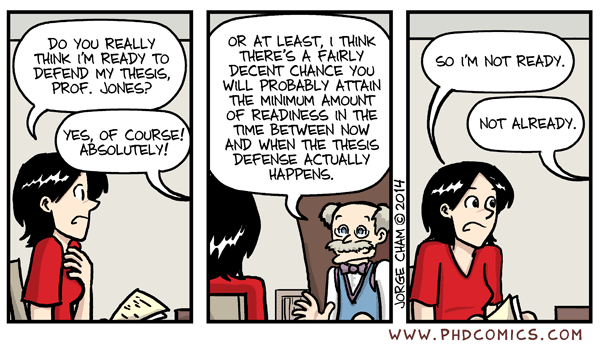 DO YOU REALLY
THINK I'M READY TO
DEFEND MY THESIS,
PROF. JONES?
YES, OF COURSE!
ABSOLUTELY!
OR AT LEAST, I THINK
THERE'S A FAIRLY
DECENT CHANCE YOU
WILL PROBABLY ATTAIN
THE MINIMUM AMOUNT
OF READINESS IN THE
TIME BETWEEN NOW
AND WHEN THE THESIS
DEFENSE ACTUALLY
HAPPENS.
SO I'M NOT READY.
NOT ALREADY.
JORGE CHAM © 2014
WWW.PHDCOMICS.COM